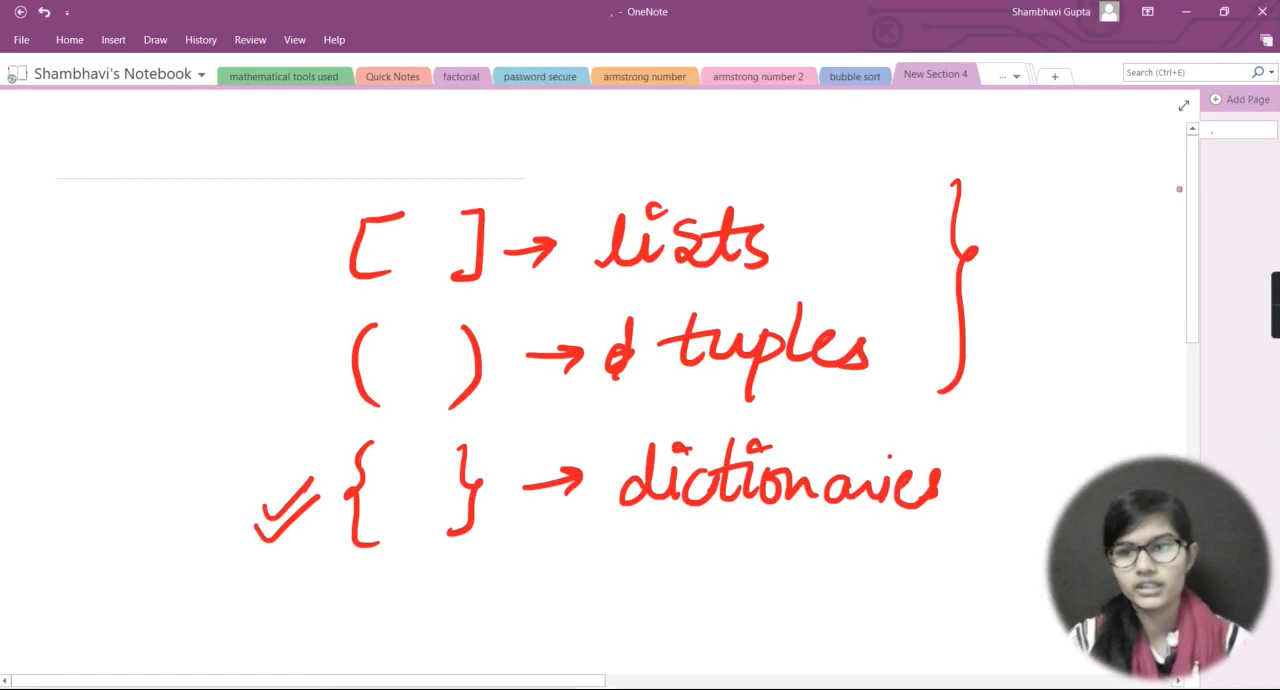 , - OneNote
Shambhavi Gupta
File Home Insert Draw History Review View Help
Shambhavi's Notebook
mathematical tools used Quick Notes factorial password secure armstrong number armstrong number 2 bubble sort New Section 4 ... +
Search (Ctrl+E)
Add Page
,
[ ] → lists
( ) → tuples
{ } → dictionaries